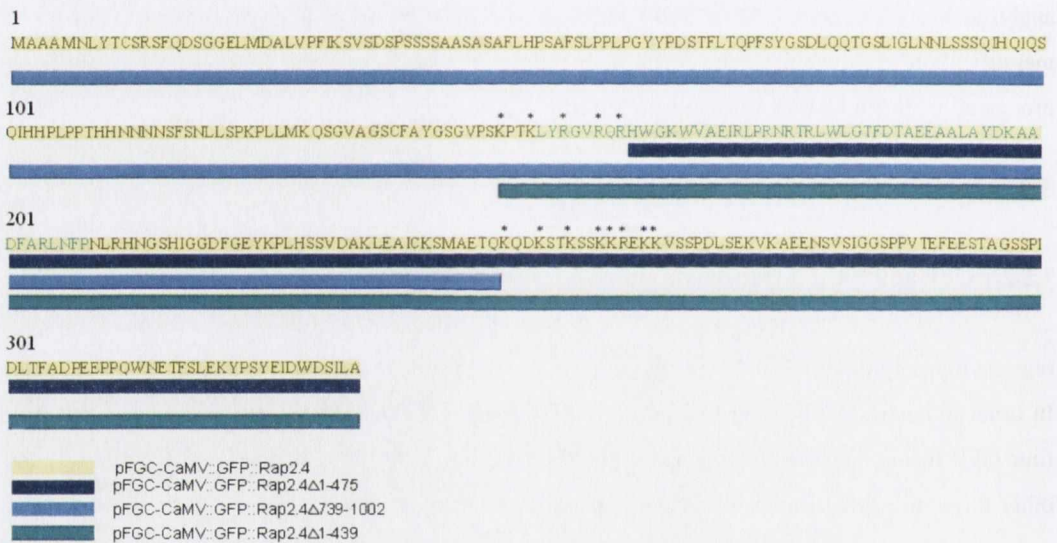 1
MAAAMNLYTCSRSFQDSGGELMDALVPFIKSVSDSPSSSSAASASAFLHPSAFSLPPLPGYYPDSTFLTQPFSYGSDLQQTGSLIGLNNLSSSQIHQIQS
101
* * * * *
QIHHPLPPTHHNNNNSFSNLLSPKPLLMKQSGVAGSCFAYGSGVPSKPTKLYRGVRQRHWGKWVAEIRLPRNRTRLWLGTFDTAEEAALAYDKAA
201
* * * *** **
DFARLNFPNLRHNGSHIGGDFGEYKPLHSSVDAKLEAICKSMAETQKQDKSTKSSKKREKKVSSPDLSEKVKAEENSVSIGGSPPVTEFEESTAGSSPI
301
DLTFADPEEPPQWNETFSLEKYPSYEIDWDSILA
pFGC-CaMV::GFP::Rap2.4
pFGC-CaMV::GFP::Rap2.4Δ1-475
pFGC-CaMV::GFP::Rap2.4Δ739-1002
pFGC-CaMV::GFP::Rap2.4Δ1-439